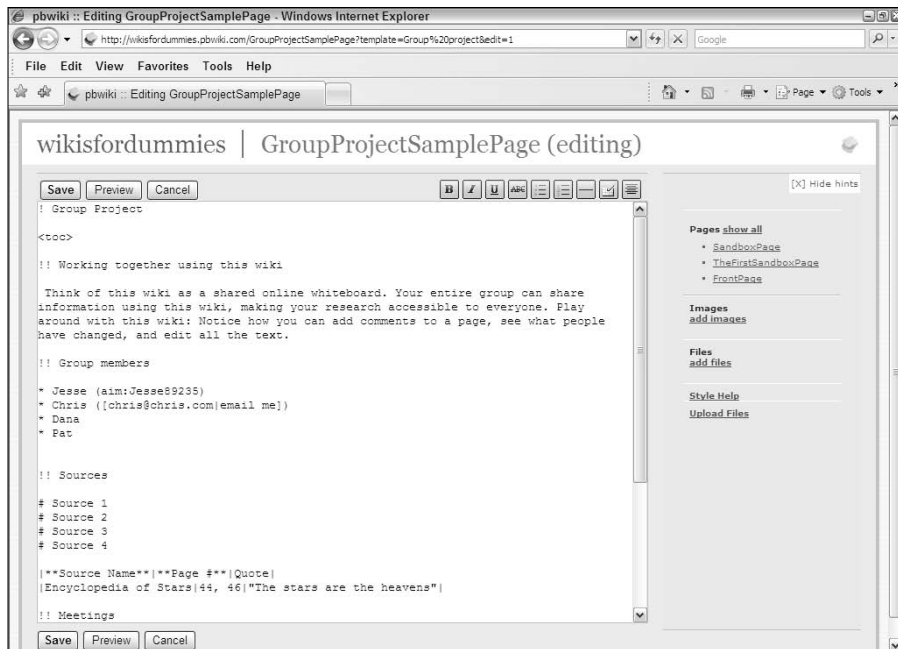 pbwiki :: Editing GroupProjectSamplePage - Windows Internet Explorer
http://wikisfordummies.pbwiki.com/GroupProjectSamplePage?template=Group%20project&edit=1
Google
File Edit View Favorites Tools Help
pbwiki :: Editing GroupProjectSamplePage
Page Tools
wikisfordummies | GroupProjectSamplePage (editing)
[X] Hide hints
Save Preview Cancel
B I U ABC
! Group Project
<toc>
!! Working together using this wiki
Think of this wiki as a shared online whiteboard. Your entire group can share
information using this wiki, making your research accessible to everyone. Play
around with this wiki: Notice how you can add comments to a page, see what people
have changed, and edit all the text.
!! Group members
* Jesse (aim:Jesse89235)
* Chris ([chris@chris.com|email me])
* Dana
* Pat
!! Sources
# Source 1
# Source 2
# Source 3
# Source 4
|**Source Name**|**Page #**|Quote|
|Encyclopedia of Stars|44, 46|"The stars are the heavens"|
!! Meetings
Save Preview Cancel
Pages show all
• SandboxPage
• TheFirstSandboxPage
• FrontPage
Images
add images
Files
add files
Style Help
Upload Files